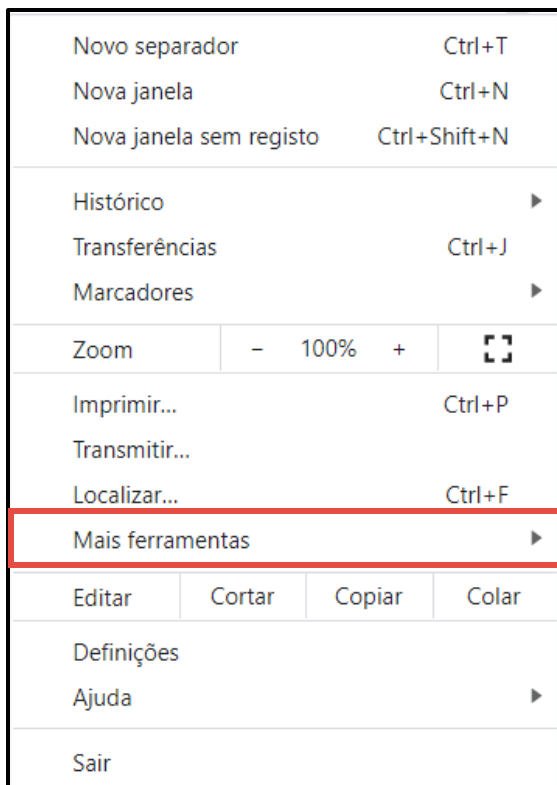 Novo separador Ctrl+T
Nova janela Ctrl+N
Nova janela sem registo Ctrl+Shift+N
Histórico
Transferências Ctrl+J
Marcadores
Zoom − 100% +
Imprimir... Ctrl+P
Transmitir...
Localizar... Ctrl+F
Mais ferramentas
Editar Cortar Copiar Colar
Definições
Ajuda
Sair